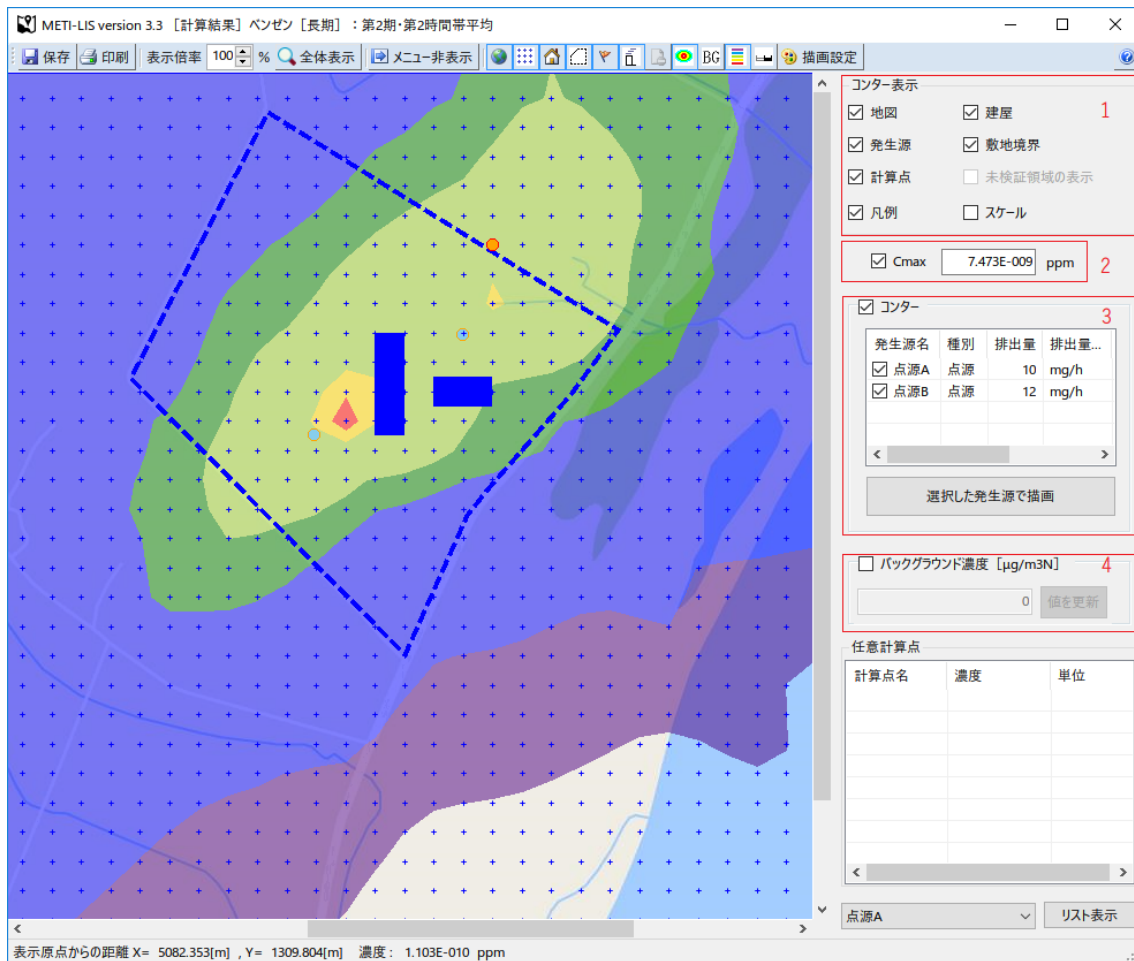 METI-LIS version 3.3 [計算結果] ベンゼン [長期] : 第2期・第2時間帯平均
保存 印刷 表示倍率 100 % 全体表示 メニュー非表示 BG 描画設定
コンター表示
1
地図 建屋
発生源 敷地境界
計算点 未検証領域の表示
凡例 スケール
Cmax 7.473E-009 ppm 2
コンター
3
発生源名 種別 排出量 排出量...
点源A 点源 10 mg/h
点源B 点源 12 mg/h
選択した発生源で描画
バックグラウンド濃度 [μg/m3N] 4
0 値を更新
任意計算点
計算点名 濃度 単位
点源A リスト表示
表示原点からの距離 X= 5082.353[m] , Y= 1309.804[m] 濃度: 1.103E-010 ppm